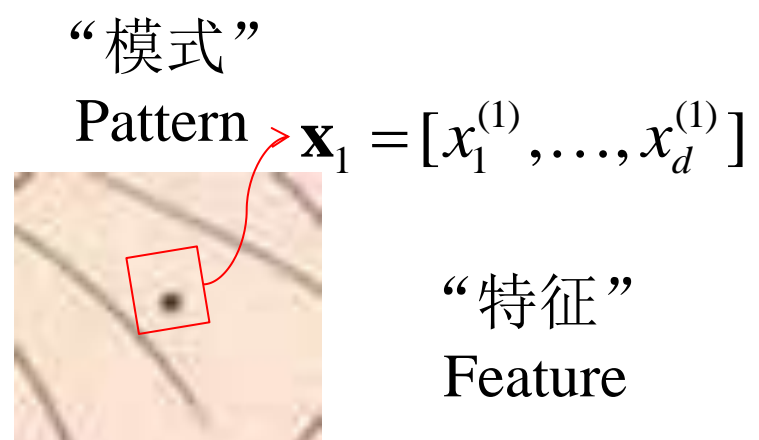 “模式”
Pattern
𝐱₁ = [x₁⁽¹⁾,…,x_d⁽¹⁾]
“特征”
Feature